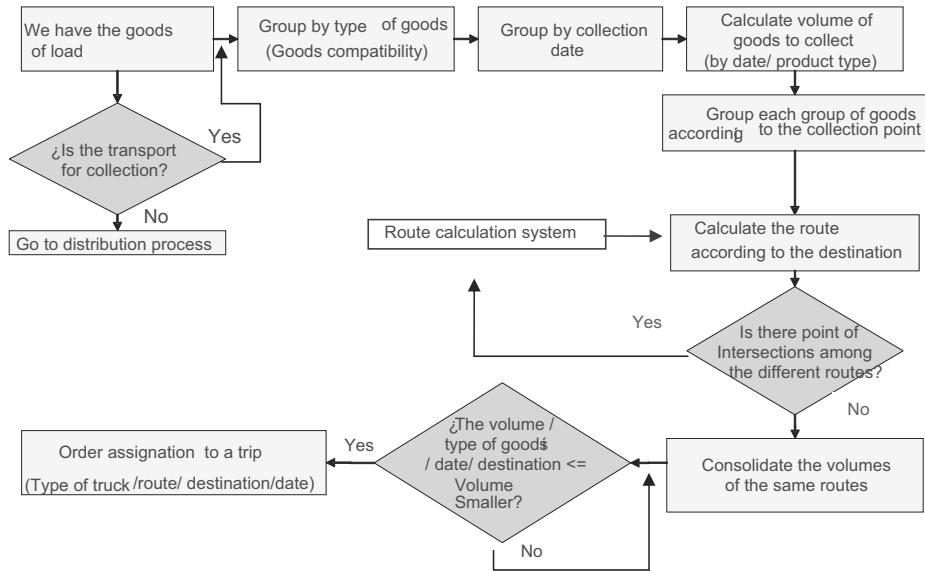 We have the goods
of load
Group by type of goods
(Goods compatibility)
Group by collection
date
Calculate volume of
goods to collect
(by date/ product type)
Group each group of goods
according to the collection point
¿Is the transport
for collection?
Yes
No
Go to distribution process
Route calculation system
Calculate the route
according to the destination
Is there point of
Intersections among
the different routes?
Yes
No
Consolidate the volumes
of the same routes
¿The volume /
type of goods
/ date/ destination <=
Volume
Smaller?
Yes
No
Order assignation to a trip
(Type of truck /route/ destination/date)